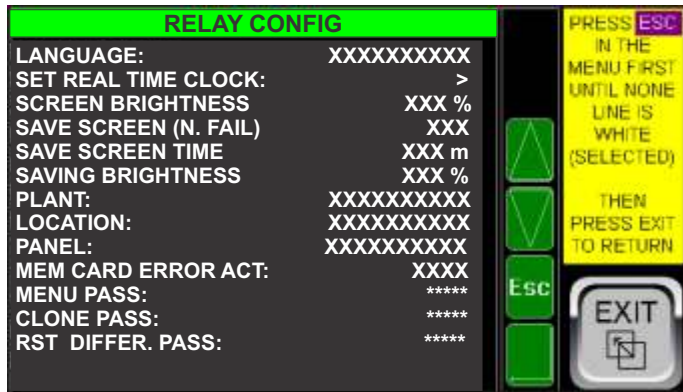 RELAY CONFIG
LANGUAGE: XXXXXXXXXX
SET REAL TIME CLOCK: >
SCREEN BRIGHTNESS XXX %
SAVE SCREEN (N. FAIL) XXX
SAVE SCREEN TIME XXX m
SAVING BRIGHTNESS XXX %
PLANT: XXXXXXXXXX
LOCATION: XXXXXXXXXX
PANEL: XXXXXXXXXX
MEM CARD ERROR ACT: XXXX
MENU PASS: *****
CLONE PASS: *****
RST DIFFER. PASS: *****
Esc
PRESS ESC
IN THE
MENU FIRST
UNTIL NONE
LINE IS
WHITE
(SELECTED)
THEN
PRESS EXIT
TO RETURN
EXIT